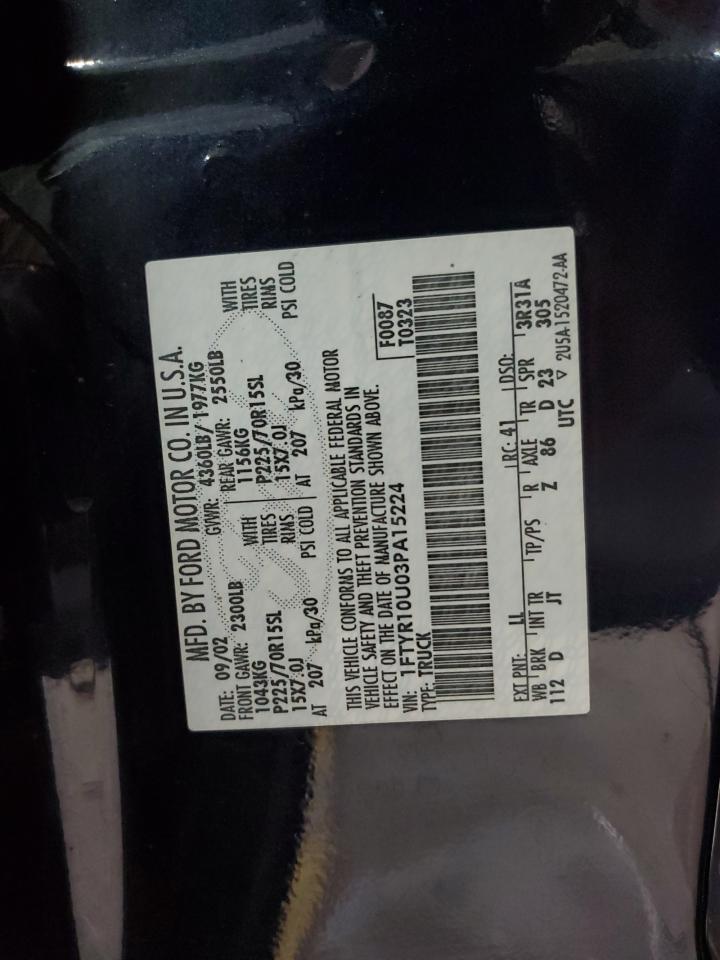 MFD. BY FORD MOTOR CO. IN U.S.A.
DATE: 09/02 GVWR: 4360LB/ 1977KG
FRONT GAWR: 2300LB REAR GAWR: 2550LB
1043KG WITH 1156KG WITH
P225/70R15SL TIRES P225/70R15SL TIRES
15X7.0J RIMS 15X7.0J RIMS
AT 207 kPa/30 PSI COLD AT 207 kPa/30 PSI COLD
THIS VEHICLE CONFORMS TO ALL APPLICABLE FEDERAL MOTOR
VEHICLE SAFETY AND THEFT PREVENTION STANDARDS IN
EFFECT ON THE DATE OF MANUFACTURE SHOWN ABOVE.
VIN: 1FTYR10U03PA15224 F0087
TYPE: TRUCK T0323
EXT PNT: LL RC: 41 DSO: 3R31A
WB BRK INT TR TP/PS R AXLE TR SPR 305
112 D JT Z 86 D 23
UTC ▽ 2U5A-1520472-AA